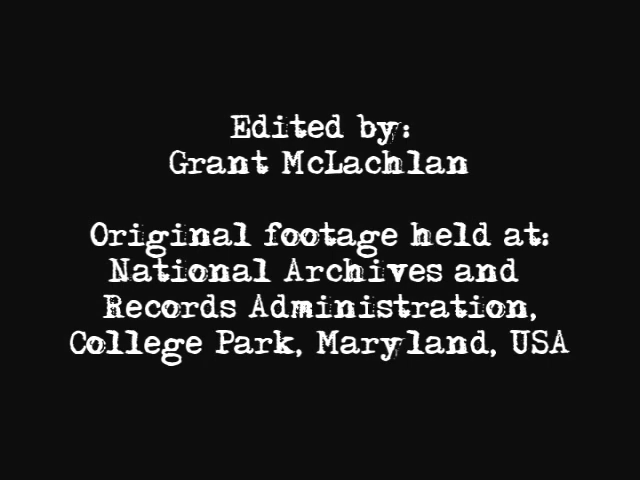 Edited by:
Grant McLachlan
Original footage held at:
National Archives and
Records Administration,
College Park, Maryland, USA